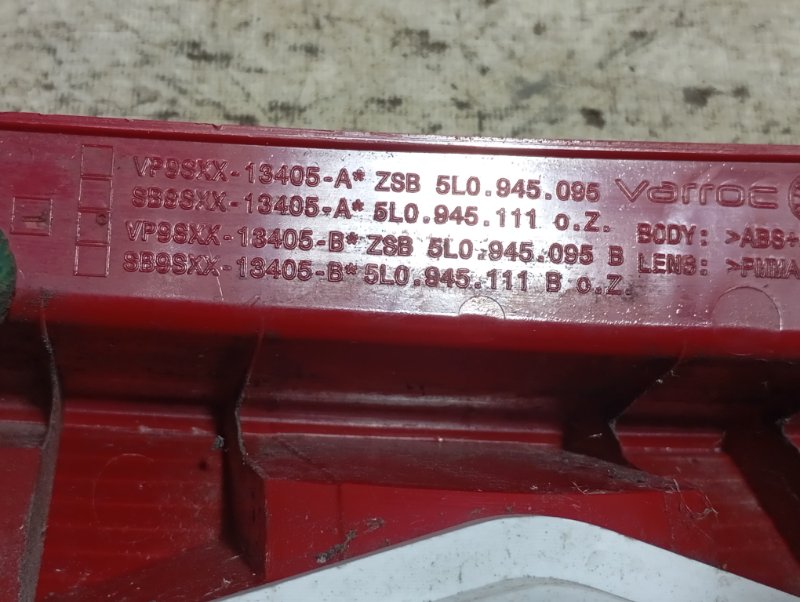 VP9SXX-13405-A* ZSB 5L0.945.095 varroc
SB9SXX-13405-A* 5L0.945.111 o.Z.
VP9SXX-13405-B* ZSB 5L0.945.095 B BODY: >ABS+
SB9SXX-13405-B* 5L0.945.111 B o.Z. LENS: >PMMA